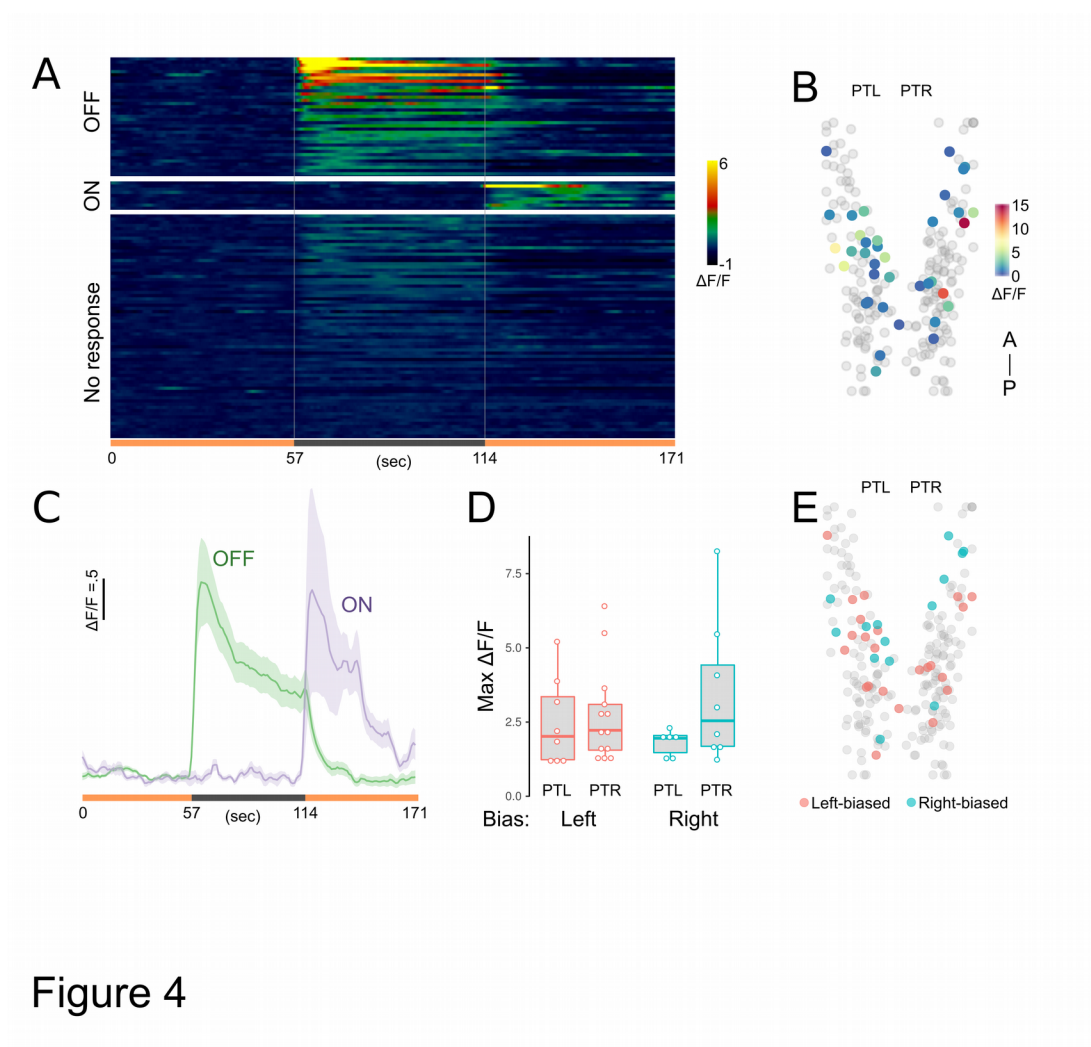 A
OFF
ON
No response
6
-1
ΔF/F
0
57
(sec)
114
171
B
PTL PTR
15
10
5
0
ΔF/F
A
P
C
ΔF/F =.5
OFF
ON
0
57
(sec)
114
171
D
Max ΔF/F
7.5
5.0
2.5
0.0
PTL PTR PTL PTR
Bias: Left Right
E
PTL PTR
Left-biased Right-biased
Figure 4